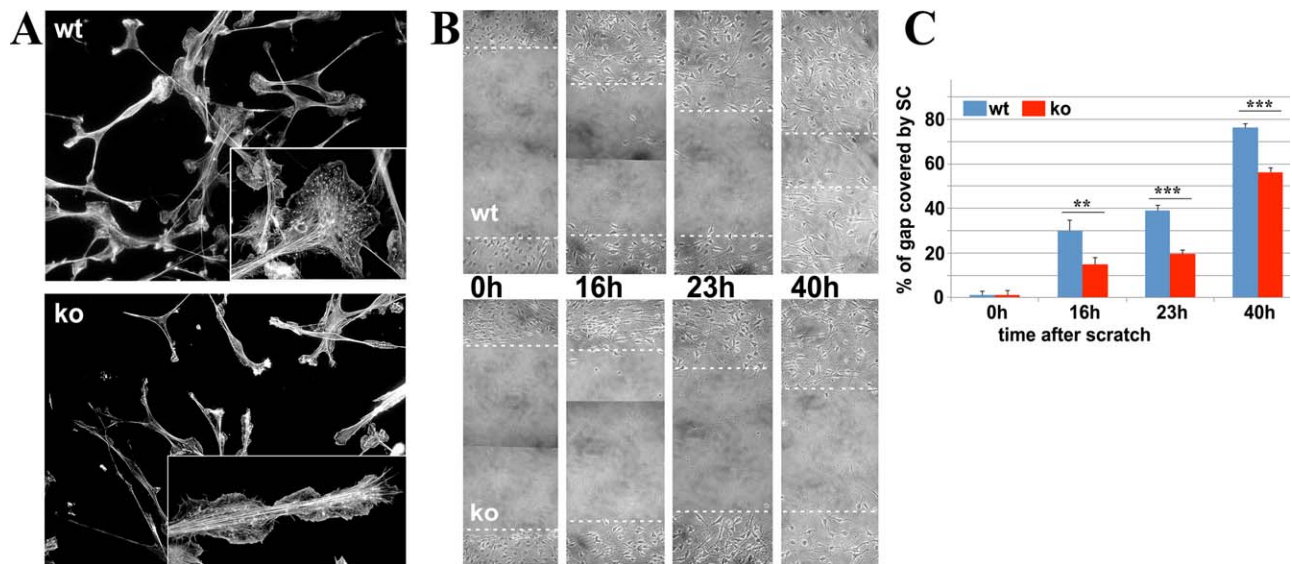 A
wt
ko
B
wt
0h 16h 23h 40h
ko
C
wt ko
% of gap covered by SC
80
60
40
20
0
** *** ***
0h 16h 23h 40h
time after scratch